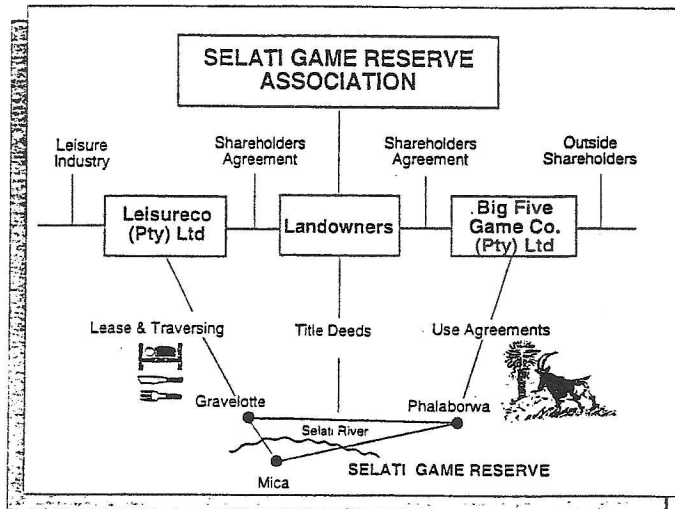 SELATI GAME RESERVE
ASSOCIATION
Leisure
Industry
Shareholders
Agreement
Shareholders
Agreement
Outside
Shareholders
Leisureco
(Pty) Ltd
Landowners
Big Five
Game Co.
(Pty) Ltd
Lease & Traversing
Title Deeds
Use Agreements
Gravelotte
Phalaborwa
Selati River
Mica
SELATI GAME RESERVE